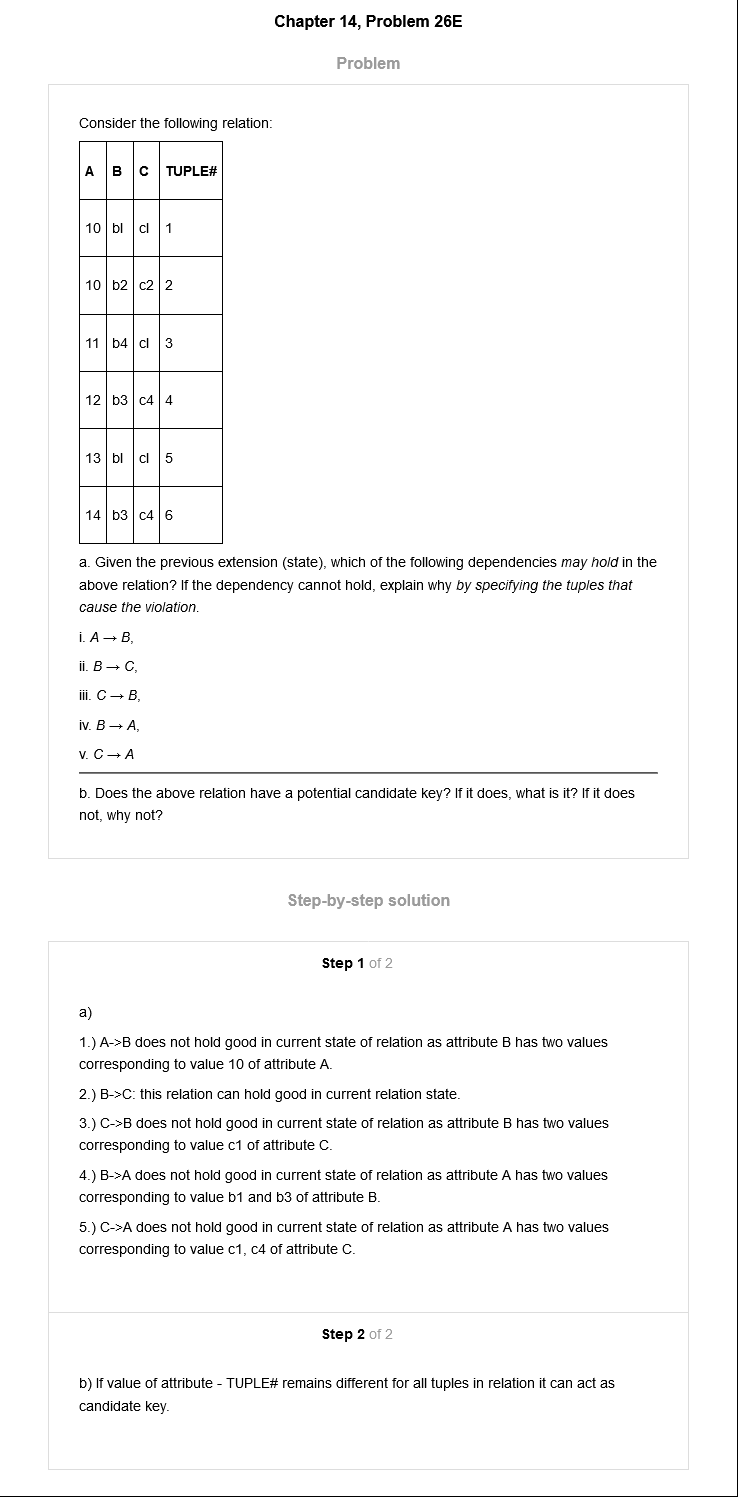 Chapter 14, Problem 26E
Problem
Consider the following relation:
A B C TUPLE#
10 bl cl 1
10 b2 c2 2
11 b4 cl 3
12 b3 c4 4
13 bl cl 5
14 b3 c4 6
a. Given the previous extension (state), which of the following dependencies may hold in the
above relation? If the dependency cannot hold, explain why by specifying the tuples that
cause the violation.
i. A → B,
ii. B → C,
iii. C → B,
iv. B → A,
v. C → A
b. Does the above relation have a potential candidate key? If it does, what is it? If it does
not, why not?
Step-by-step solution
Step 1 of 2
a)
1.) A->B does not hold good in current state of relation as attribute B has two values
corresponding to value 10 of attribute A.
2.) B->C: this relation can hold good in current relation state.
3.) C->B does not hold good in current state of relation as attribute B has two values
corresponding to value c1 of attribute C.
4.) B->A does not hold good in current state of relation as attribute A has two values
corresponding to value b1 and b3 of attribute B.
5.) C->A does not hold good in current state of relation as attribute A has two values
corresponding to value c1, c4 of attribute C.
Step 2 of 2
b) If value of attribute - TUPLE# remains different for all tuples in relation it can act as
candidate key.